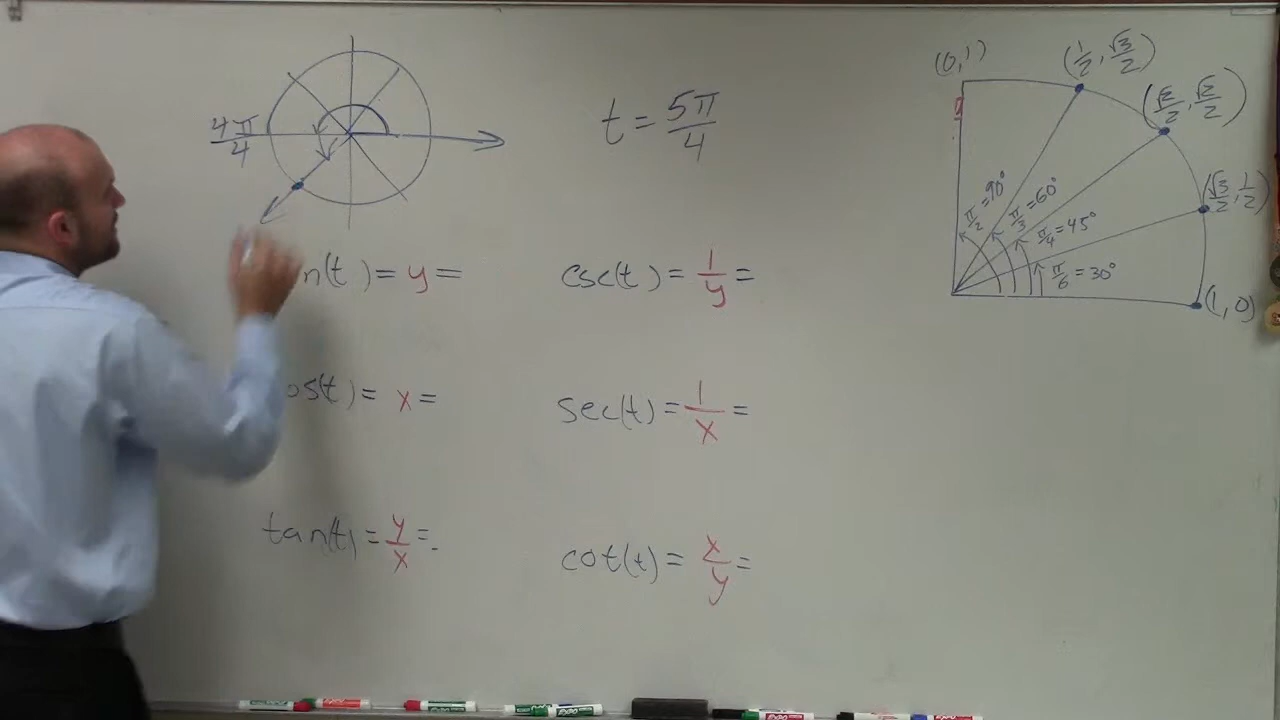 4π/4
t = 5π/4
n(t) = y =
csc(t) = 1/y =
os(t) = x =
sec(t) = 1/x =
tan(t) = y/x =
cot(t) = x/y =
(0,1)
(1/2, √3/2)
(√2/2, √2/2)
(√3/2, 1/2)
(1,0)
π/2 = 90°
π/3 = 60°
π/4 = 45°
π/6 = 30°
EXPO